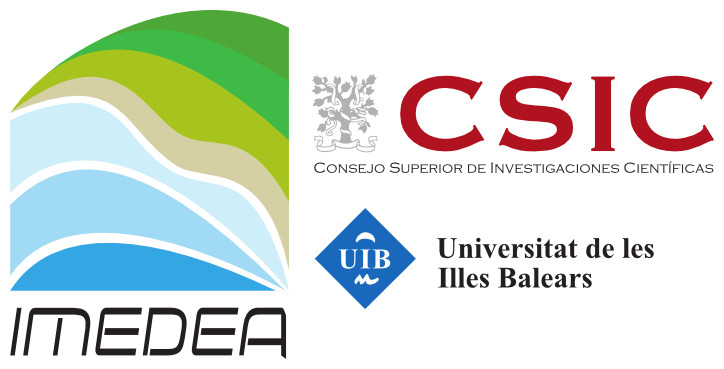 IMEDEA
CSIC
CONSEJO SUPERIOR DE INVESTIGACIONES CIENTÍFICAS
UIB
Universitat de les
Illes Balears